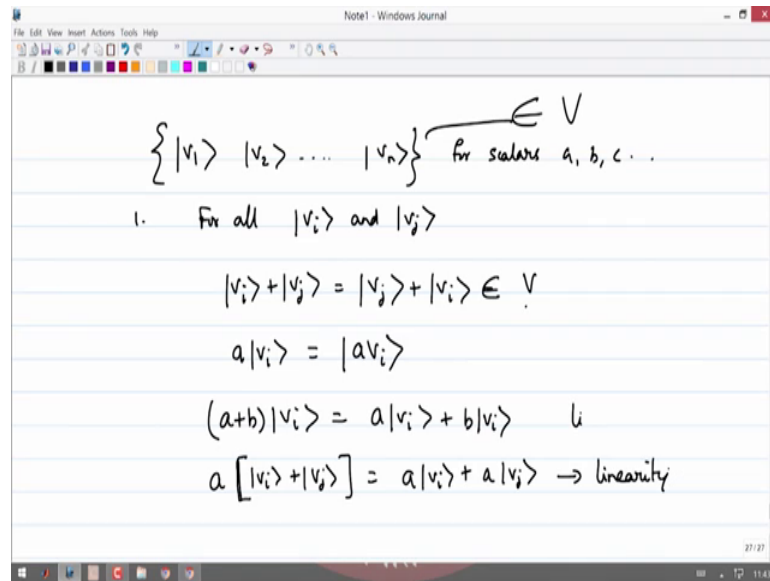 Note1 - Windows Journal
File Edit View Insert Actions Tools Help
B I
∈ V
{|v₁⟩ |v₂⟩ .... |vₙ⟩} for scalars a, b, c ...
1. For all |vᵢ⟩ and |vⱼ⟩
|vᵢ⟩+|vⱼ⟩ = |vⱼ⟩+|vᵢ⟩ ∈ V
a|vᵢ⟩ = |avᵢ⟩
(a+b)|vᵢ⟩ = a|vᵢ⟩ + b|vᵢ⟩ li
a[|vᵢ⟩+|vⱼ⟩] = a|vᵢ⟩ + a|vⱼ⟩ → linearity
27/27